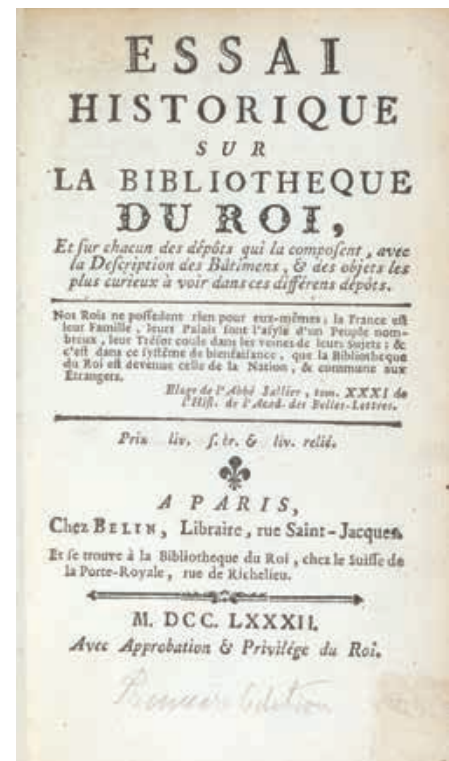 ESSAI
HISTORIQUE
SUR
LA BIBLIOTHEQUE
DU ROI,
Et ſur chacun des dépôts qui la compoſent, avec
la Deſcription des Bâtimens, & des objets les
plus curieux à voir dans ces différens dépôts.
Nos Rois ne poſſedent rien pour eux-mêmes; la France eſt
leur Famille, leurs Palais ſont l'aſyle d'un Peuple nom-
breux, leur Tréſor coule dans les veines de leurs Sujets; &
c'eſt dans ce ſyſtême de bienfaiſance, que la Bibliotheque
du Roi eſt devenue celle de la Nation, & commune aux
Étrangers.
Eloge de l'Abbé Sallier, tom. XXXI de
l'Hiſt. de l'Acad. des Belles-Lettres.
Prix liv. ſ. br. & liv. relié.
A PARIS,
Chez BELIN, Libraire, rue Saint-Jacques.
Et ſe trouve à la Bibliotheque du Roi, chez le Suiſſe de
la Porte-Royale, rue de Richelieu.
M. DCC. LXXXII.
Avec Approbation & Privilége du Roi.
Edition